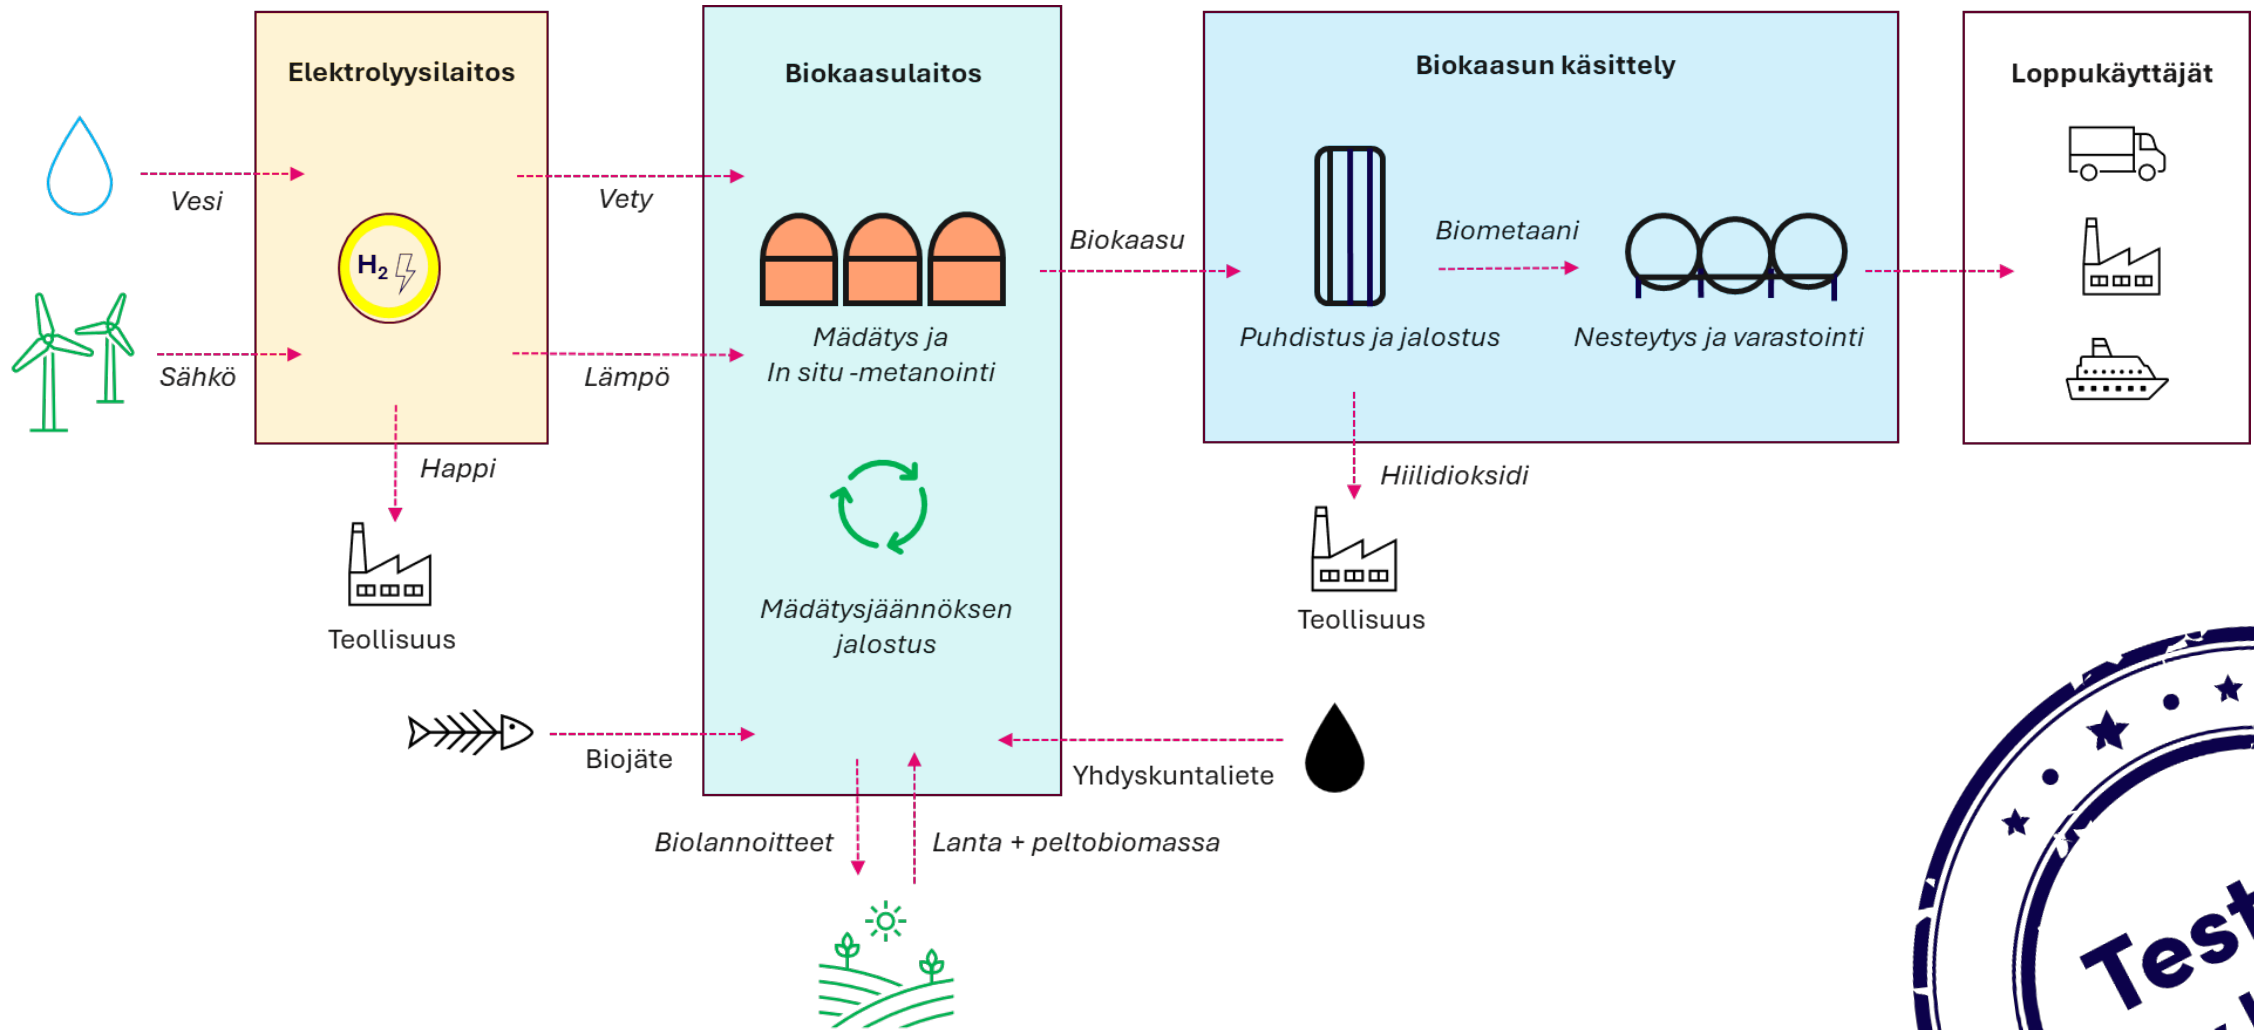 Elektrolyysilaitos
Biokaasulaitos
Biokaasun käsittely
Loppukäyttäjät
Vesi
Vety
Biokaasu
Biometaani
H₂
Sähkö
Lämpö
Mädätys ja
In situ -metanointi
Puhdistus ja jalostus
Nesteytys ja varastointi
Happi
Hiilidioksidi
Teollisuus
Mädätysjäännöksen
jalostus
Teollisuus
Biojäte
Yhdyskuntaliete
Biolannoitteet
Lanta + peltobiomassa
Test